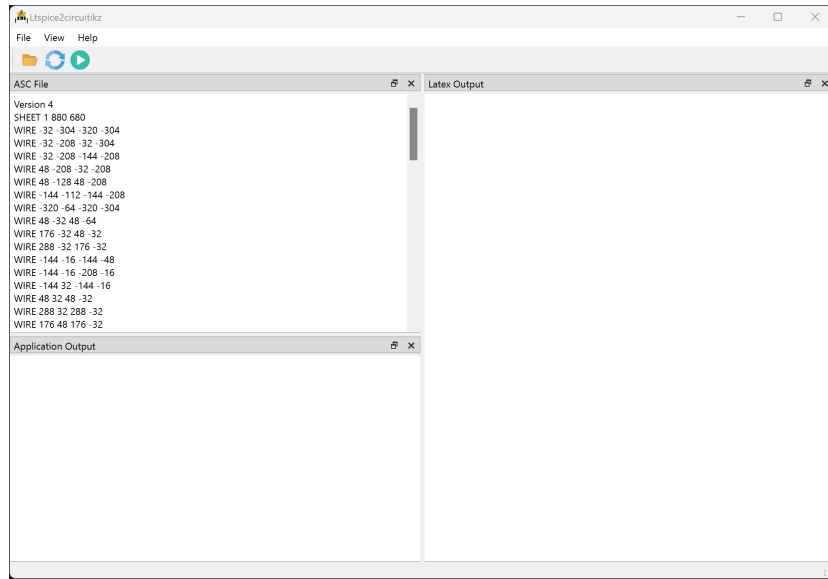 Ltspice2circuitikz
File View Help
ASC File
Version 4
SHEET 1 880 680
WIRE -32 -304 -320 -304
WIRE -32 -208 -32 -304
WIRE -32 -208 -144 -208
WIRE 48 -208 -32 -208
WIRE 48 -128 48 -208
WIRE -144 -112 -144 -208
WIRE -320 -64 -320 -304
WIRE 48 -32 48 -64
WIRE 176 -32 48 -32
WIRE 288 -32 176 -32
WIRE -144 -16 -144 -48
WIRE -144 -16 -208 -16
WIRE -144 32 -144 -16
WIRE 48 32 48 -32
WIRE 288 32 288 -32
WIRE 176 48 176 -32
Application Output
Latex Output